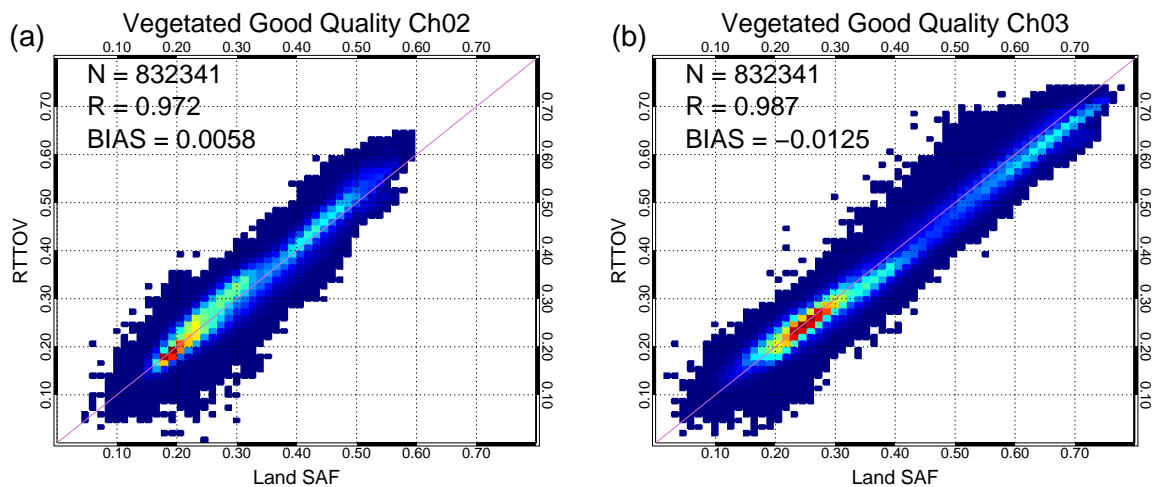 (a)
Vegetated Good Quality Ch02
0.10 0.20 0.30 0.40 0.50 0.60 0.70
N = 832341
R = 0.972
BIAS = 0.0058
RTTOV
0.10 0.20 0.30 0.40 0.50 0.60 0.70
0.10 0.20 0.30 0.40 0.50 0.60 0.70
0.10 0.20 0.30 0.40 0.50 0.60 0.70
Land SAF
(b)
Vegetated Good Quality Ch03
0.10 0.20 0.30 0.40 0.50 0.60 0.70
N = 832341
R = 0.987
BIAS = −0.0125
RTTOV
0.10 0.20 0.30 0.40 0.50 0.60 0.70
0.10 0.20 0.30 0.40 0.50 0.60 0.70
0.10 0.20 0.30 0.40 0.50 0.60 0.70
Land SAF